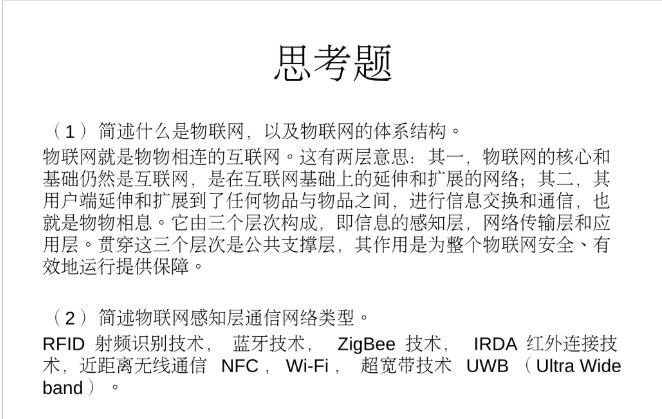 思考题
（1）简述什么是物联网，以及物联网的体系结构。
物联网就是物物相连的互联网。这有两层意思：其一，物联网的核心和
基础仍然是互联网，是在互联网基础上的延伸和扩展的网络；其二，其
用户端延伸和扩展到了任何物品与物品之间，进行信息交换和通信，也
就是物物相息。它由三个层次构成，即信息的感知层，网络传输层和应
用层。贯穿这三个层次是公共支撑层，其作用是为整个物联网安全、有
效地运行提供保障。
（2）简述物联网感知层通信网络类型。
RFID 射频识别技术， 蓝牙技术， ZigBee 技术， IRDA 红外连接技
术，近距离无线通信 NFC ， Wi-Fi ， 超宽带技术 UWB （ Ultra Wide
band ） 。